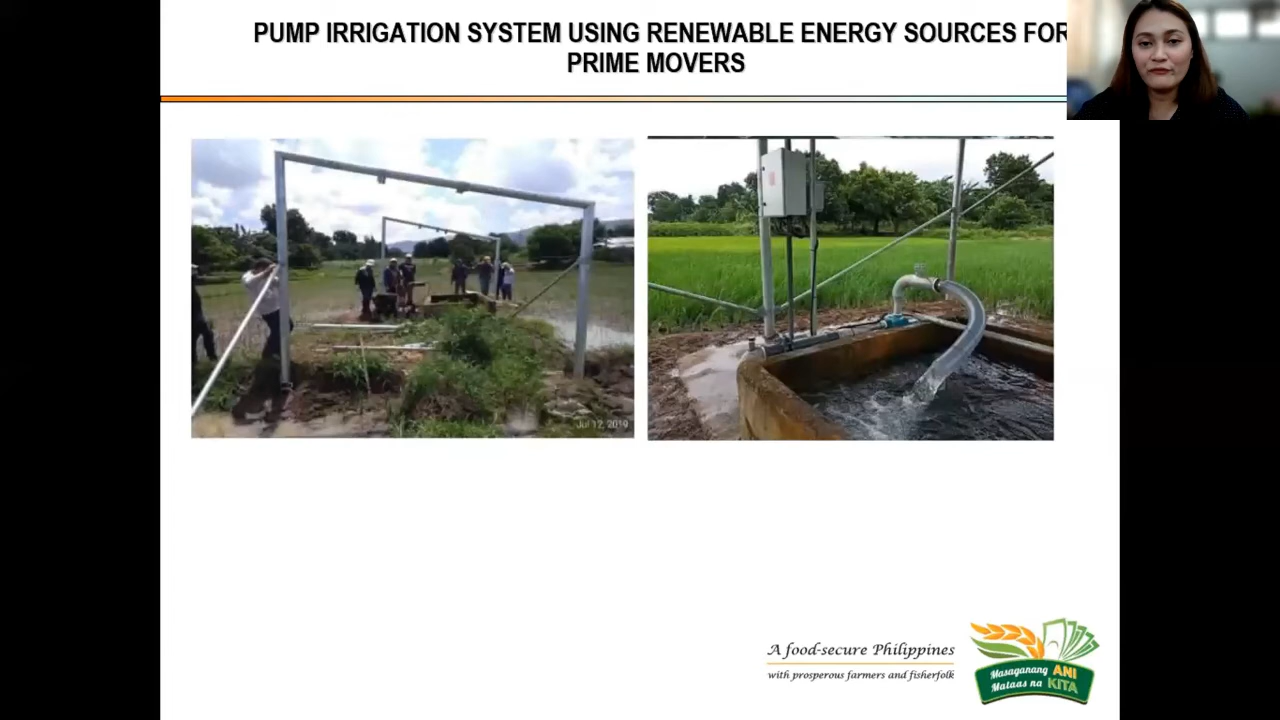 PUMP IRRIGATION SYSTEM USING RENEWABLE ENERGY SOURCES FOR
PRIME MOVERS
Jul 12, 2019
A food-secure Philippines
with prosperous farmers and fisherfolk
Masaganang ANI
Mataas na KITA